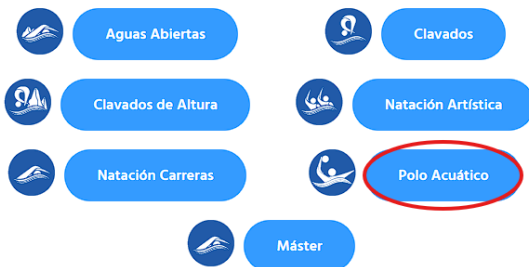 Aguas Abiertas
Clavados
Clavados de Altura
Natación Artística
Natación Carreras
Polo Acuático
Máster